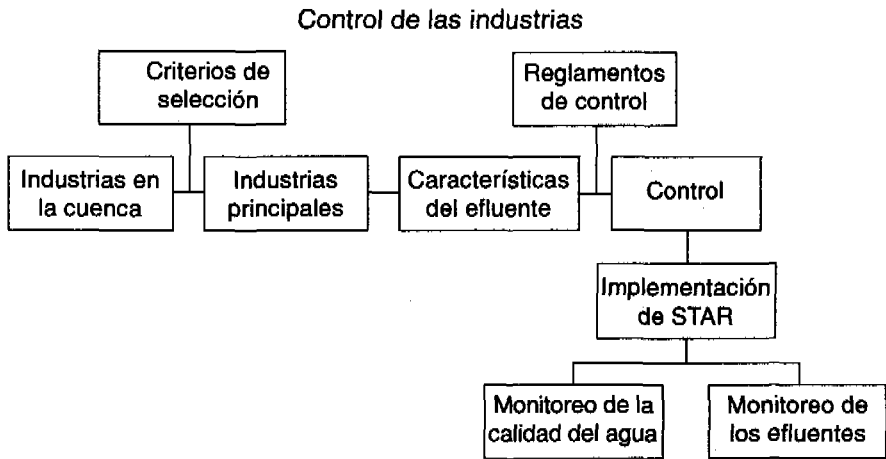 Control de las industrias
Criterios de
selección
Reglamentos
de control
Industrias en
la cuenca
Industrias
principales
Características
del efluente
Control
Implementación
de STAR
Monitoreo de la
calidad del agua
Monitoreo de
los efluentes